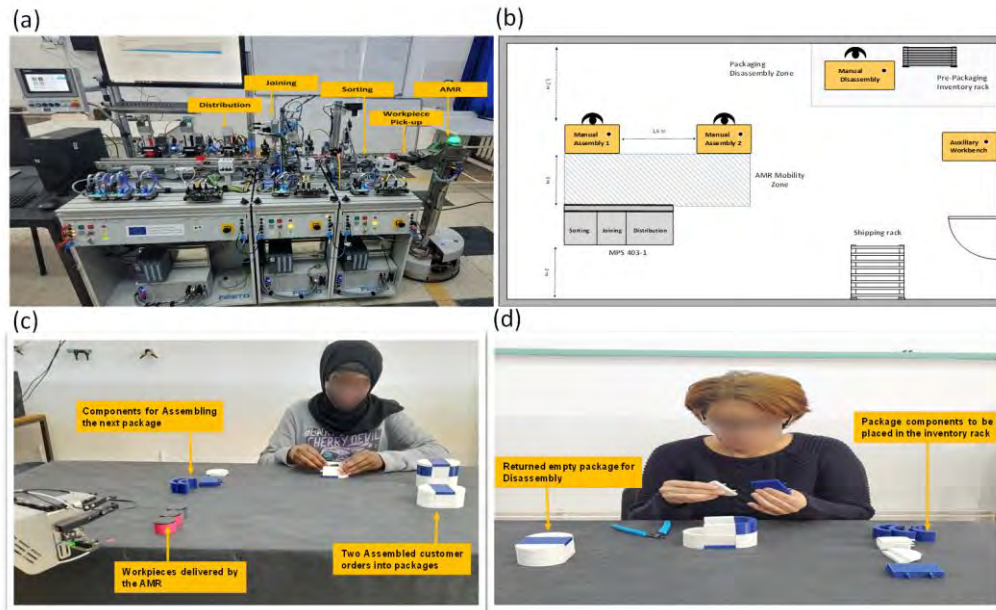 (a)
Joining
Sorting
AMR
Distribution
Workpiece
Pick-up
FESTO
(b)
Packaging
Disassembly Zone
Manual
Disassembly
Pre-Packaging
Inventory rack
Manual
Assembly 1
Manual
Assembly 2
Auxiliary
Workbench
AMR Mobility
Zone
Sorting
Joining
Distribution
MPS 403-1
Shipping rack
(c)
Components for Assembling
the next package
CHERRY DEVIL
Workpieces delivered by
the AMR
Two Assembled customer
orders into packages
(d)
Package components to be
placed in the inventory rack
Returned empty package for
Disassembly